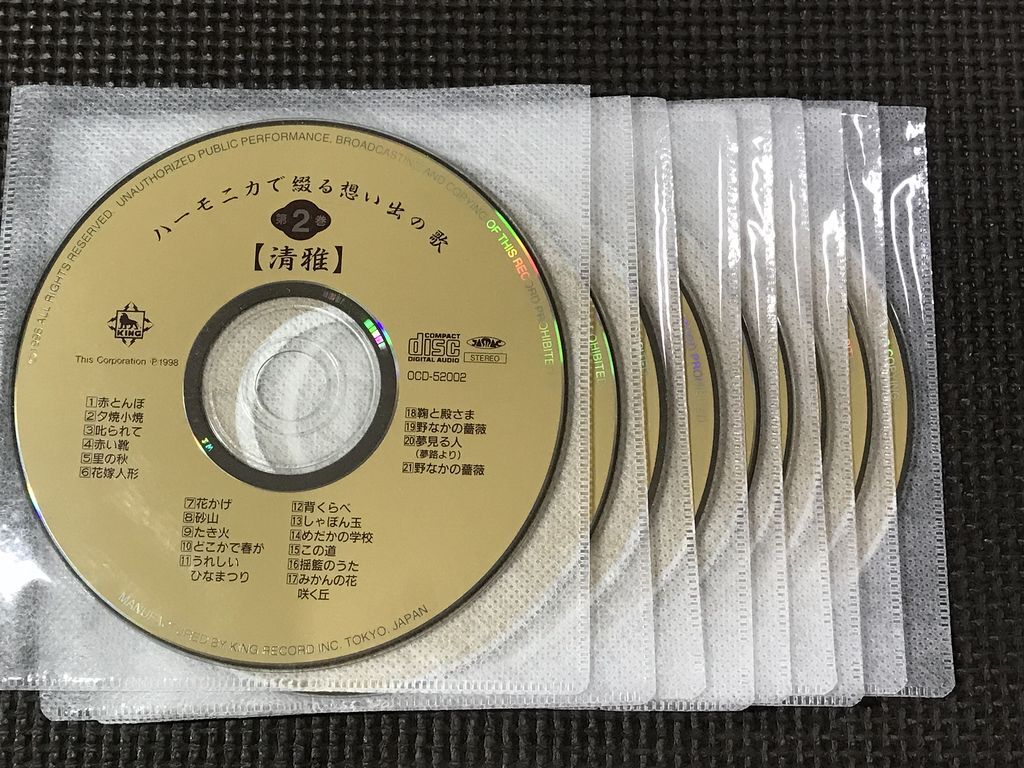 ©1998 ALL RIGHTS RESERVED. UNAUTHORIZED PUBLIC PERFORMANCE, BROADCASTING AND COPYING OF THIS RECORD PROHIBITED
ハーモニカで綴る想い出の歌
第2巻
【清雅】
KING
This Corporation ℗1998
COMPACT
disc
DIGITAL AUDIO
JASRAC
STEREO
OCD-52002
1赤とんぼ
2夕焼小焼
3叱られて
4赤い靴
5里の秋
6花嫁人形
7花かげ
8砂山
9たき火
10どこかで春が
11うれしい
ひなまつり
12背くらべ
13しゃぼん玉
14めだかの学校
15この道
16揺籃のうた
17みかんの花
咲く丘
18鞠と殿さま
19野なかの薔薇
20夢見る人
(夢路より)
21野なかの薔薇
MANUFACTURED BY KING RECORD INC. TOKYO. JAPAN